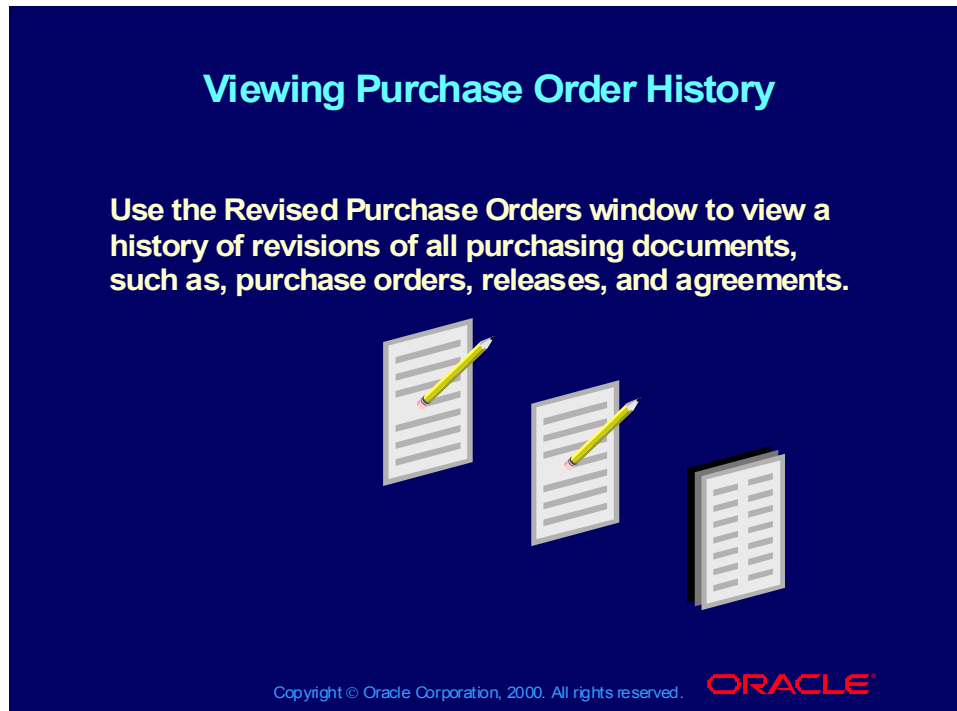 Viewing Purchase Order History
Use the Revised Purchase Orders window to view a
history of revisions of all purchasing documents,
such as, purchase orders, releases, and agreements.
Copyright © Oracle Corporation, 2000. All rights reserved.
ORACLE®